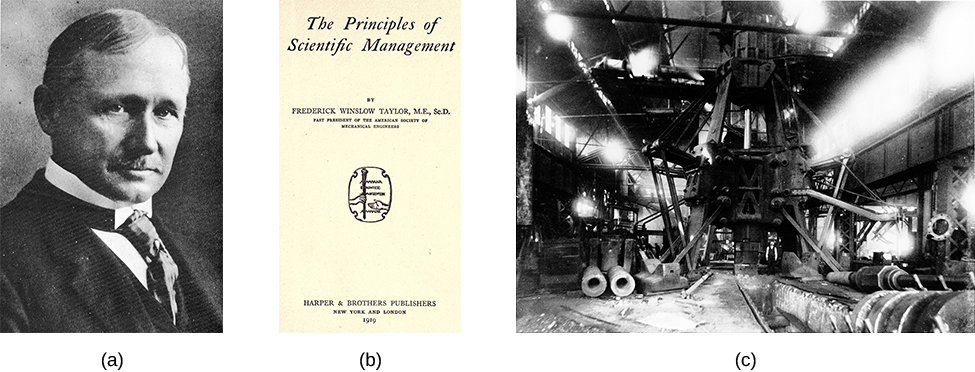 The Principles of
Scientific Management
BY
FREDERICK WINSLOW TAYLOR, M.E., Sc.D.
PAST PRESIDENT OF THE AMERICAN SOCIETY OF
MECHANICAL ENGINEERS
HARPER & BROTHERS PUBLISHERS
NEW YORK AND LONDON
1919
(a)
(b)
(c)